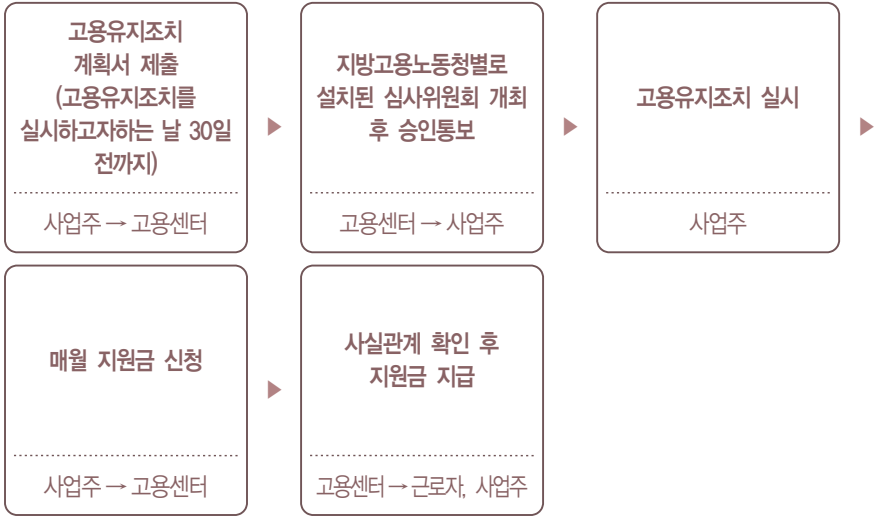 고용유지조치
계획서 제출
(고용유지조치를
실시하고자하는 날 30일
전까지)
사업주 → 고용센터
지방고용노동청별로
설치된 심사위원회 개최
후 승인통보
고용센터 → 사업주
고용유지조치 실시
사업주
매월 지원금 신청
사업주 → 고용센터
사실관계 확인 후
지원금 지급
고용센터 → 근로자, 사업주